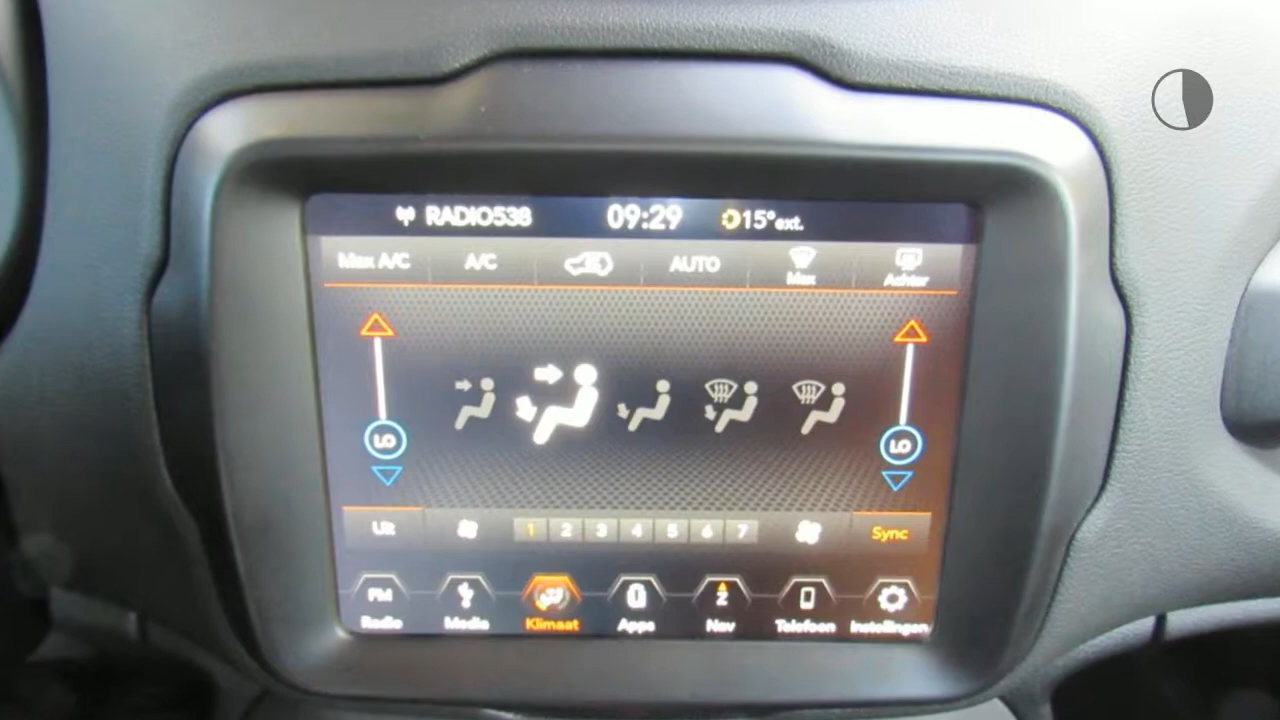 RADIO538 09:29 15° ext.
Max A/C A/C AUTO Max Achter
LO LO
Uit 1 2 3 4 5 6 7 Sync
FM Z
Radio Media Klimaat Apps Nav Telefoon Instellingen